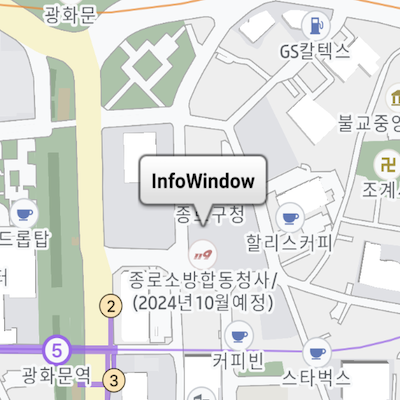 광화문
GS칼텍스
불교중앙
InfoWindow
조계
드롭탑
종로구청
할리스커피
터
119
종로소방합동청사/
(2024년10월예정)
2
5
커피빈
광화문역
3
스타벅스